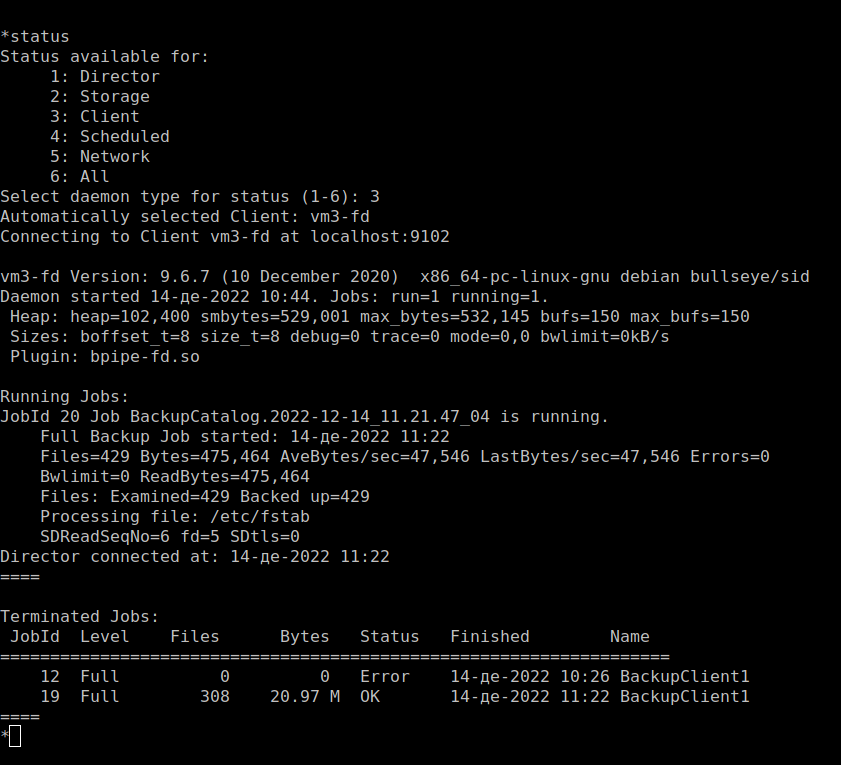 *status
Status available for:
     1: Director
     2: Storage
     3: Client
     4: Scheduled
     5: Network
     6: All
Select daemon type for status (1-6): 3
Automatically selected Client: vm3-fd
Connecting to Client vm3-fd at localhost:9102

vm3-fd Version: 9.6.7 (10 December 2020)  x86_64-pc-linux-gnu debian bullseye/sid
Daemon started 14-де-2022 10:44. Jobs: run=1 running=1.
 Heap: heap=102,400 smbytes=529,001 max_bytes=532,145 bufs=150 max_bufs=150
 Sizes: boffset_t=8 size_t=8 debug=0 trace=0 mode=0,0 bwlimit=0kB/s
 Plugin: bpipe-fd.so

Running Jobs:
JobId 20 Job BackupCatalog.2022-12-14_11.21.47_04 is running.
    Full Backup Job started: 14-де-2022 11:22
    Files=429 Bytes=475,464 AveBytes/sec=47,546 LastBytes/sec=47,546 Errors=0
    Bwlimit=0 ReadBytes=475,464
    Files: Examined=429 Backed up=429
    Processing file: /etc/fstab
    SDReadSeqNo=6 fd=5 SDtls=0
Director connected at: 14-де-2022 11:22
====

Terminated Jobs:
 JobId  Level    Files      Bytes   Status   Finished        Name
===================================================================
    12  Full          0         0   Error    14-де-2022 10:26 BackupClient1
    19  Full        308    20.97 M  OK       14-де-2022 11:22 BackupClient1
====
*